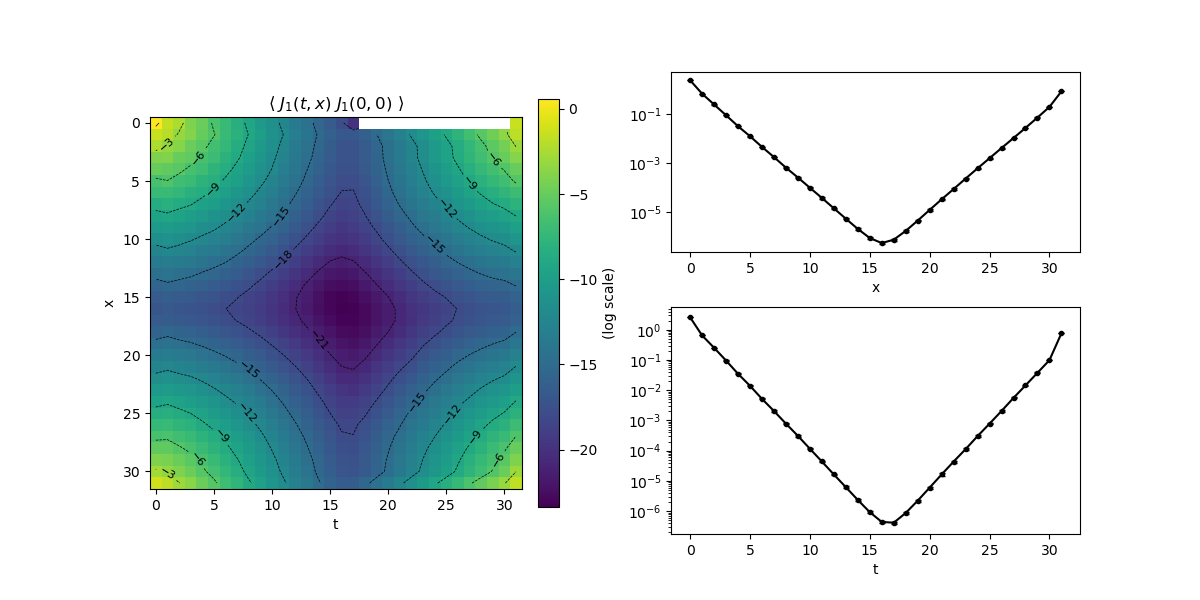 ⟨ J₁(t, x) J₁(0, 0) ⟩
0
5
10
15
20
25
30
x
0 5 10 15 20 25 30
t
−3 −6 −9 −12 −15 −18 −21
−6 −9 −12 −15
−15 −12 −9 −6 −3
−15 −12 −9 −6
0
−5
−10
−15
−20
(log scale)
10⁻¹
10⁻³
10⁻⁵
0 5 10 15 20 25 30
x
10⁰
10⁻¹
10⁻²
10⁻³
10⁻⁴
10⁻⁵
10⁻⁶
0 5 10 15 20 25 30
t